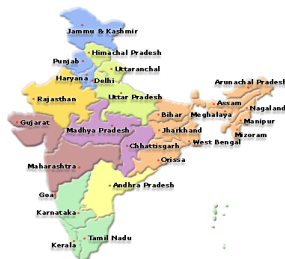 Jammu & Kashmir
Himachal Pradesh
Punjab
Uttaranchal
Haryana
Delhi
Arunachal Pradesh
Uttar Pradesh
Rajasthan
Assam
Nagaland
Bihar
Meghalaya
Gujarat
Manipur
Madhya Pradesh
Jharkhand
Mizoram
Chhattisgarh
West Bengal
Orissa
Maharashtra
Andhra Pradesh
Goa
Karnataka
Tamil Nadu
Kerala